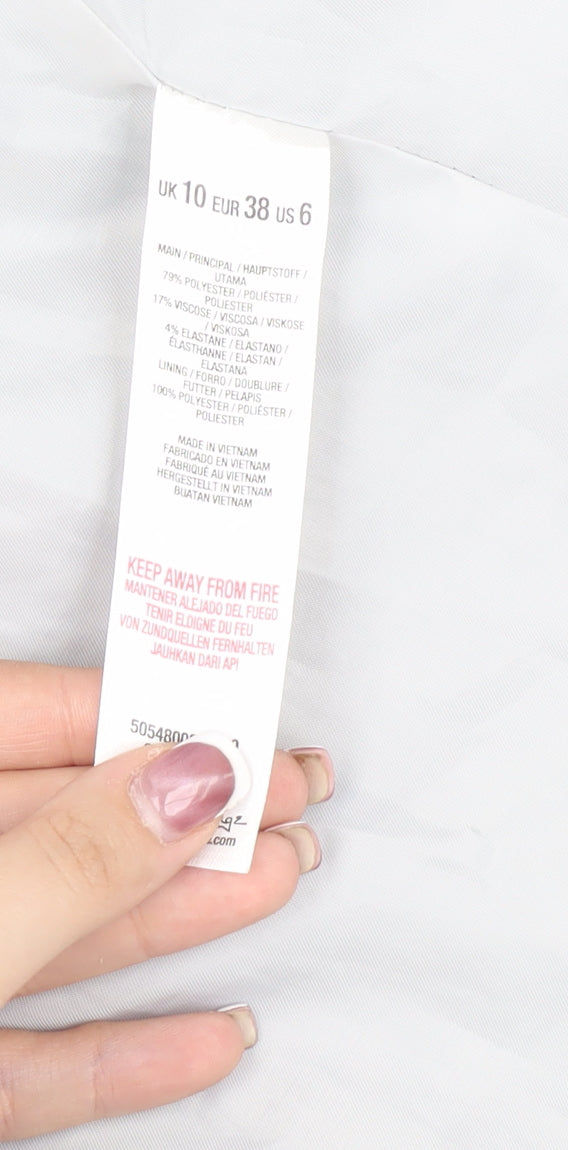 UK 10 EUR 38 US 6
MAIN / PRINCIPAL / HAUPTSTOFF /
UTAMA
79% POLYESTER / POLIÉSTER /
POLIESTER
17% VISCOSE / VISCOSA / VISKOSE
/ VISKOSA
4% ELASTANE / ELASTANO /
ÉLASTHANNE / ELASTAN /
ELASTANA
LINING / FORRO / DOUBLURE /
FUTTER / PELAPIS
100% POLYESTER / POLIÉSTER /
POLIESTER
MADE IN VIETNAM
FABRICADO EN VIETNAM
FABRIQUÉ AU VIETNAM
HERGESTELLT IN VIETNAM
BUATAN VIETNAM
KEEP AWAY FROM FIRE
MANTENER ALEJADO DEL FUEGO
TENIR ELOIGNE DU FEU
VON ZUNDQUELLEN FERNHALTEN
JAUHKAN DARI API
.com